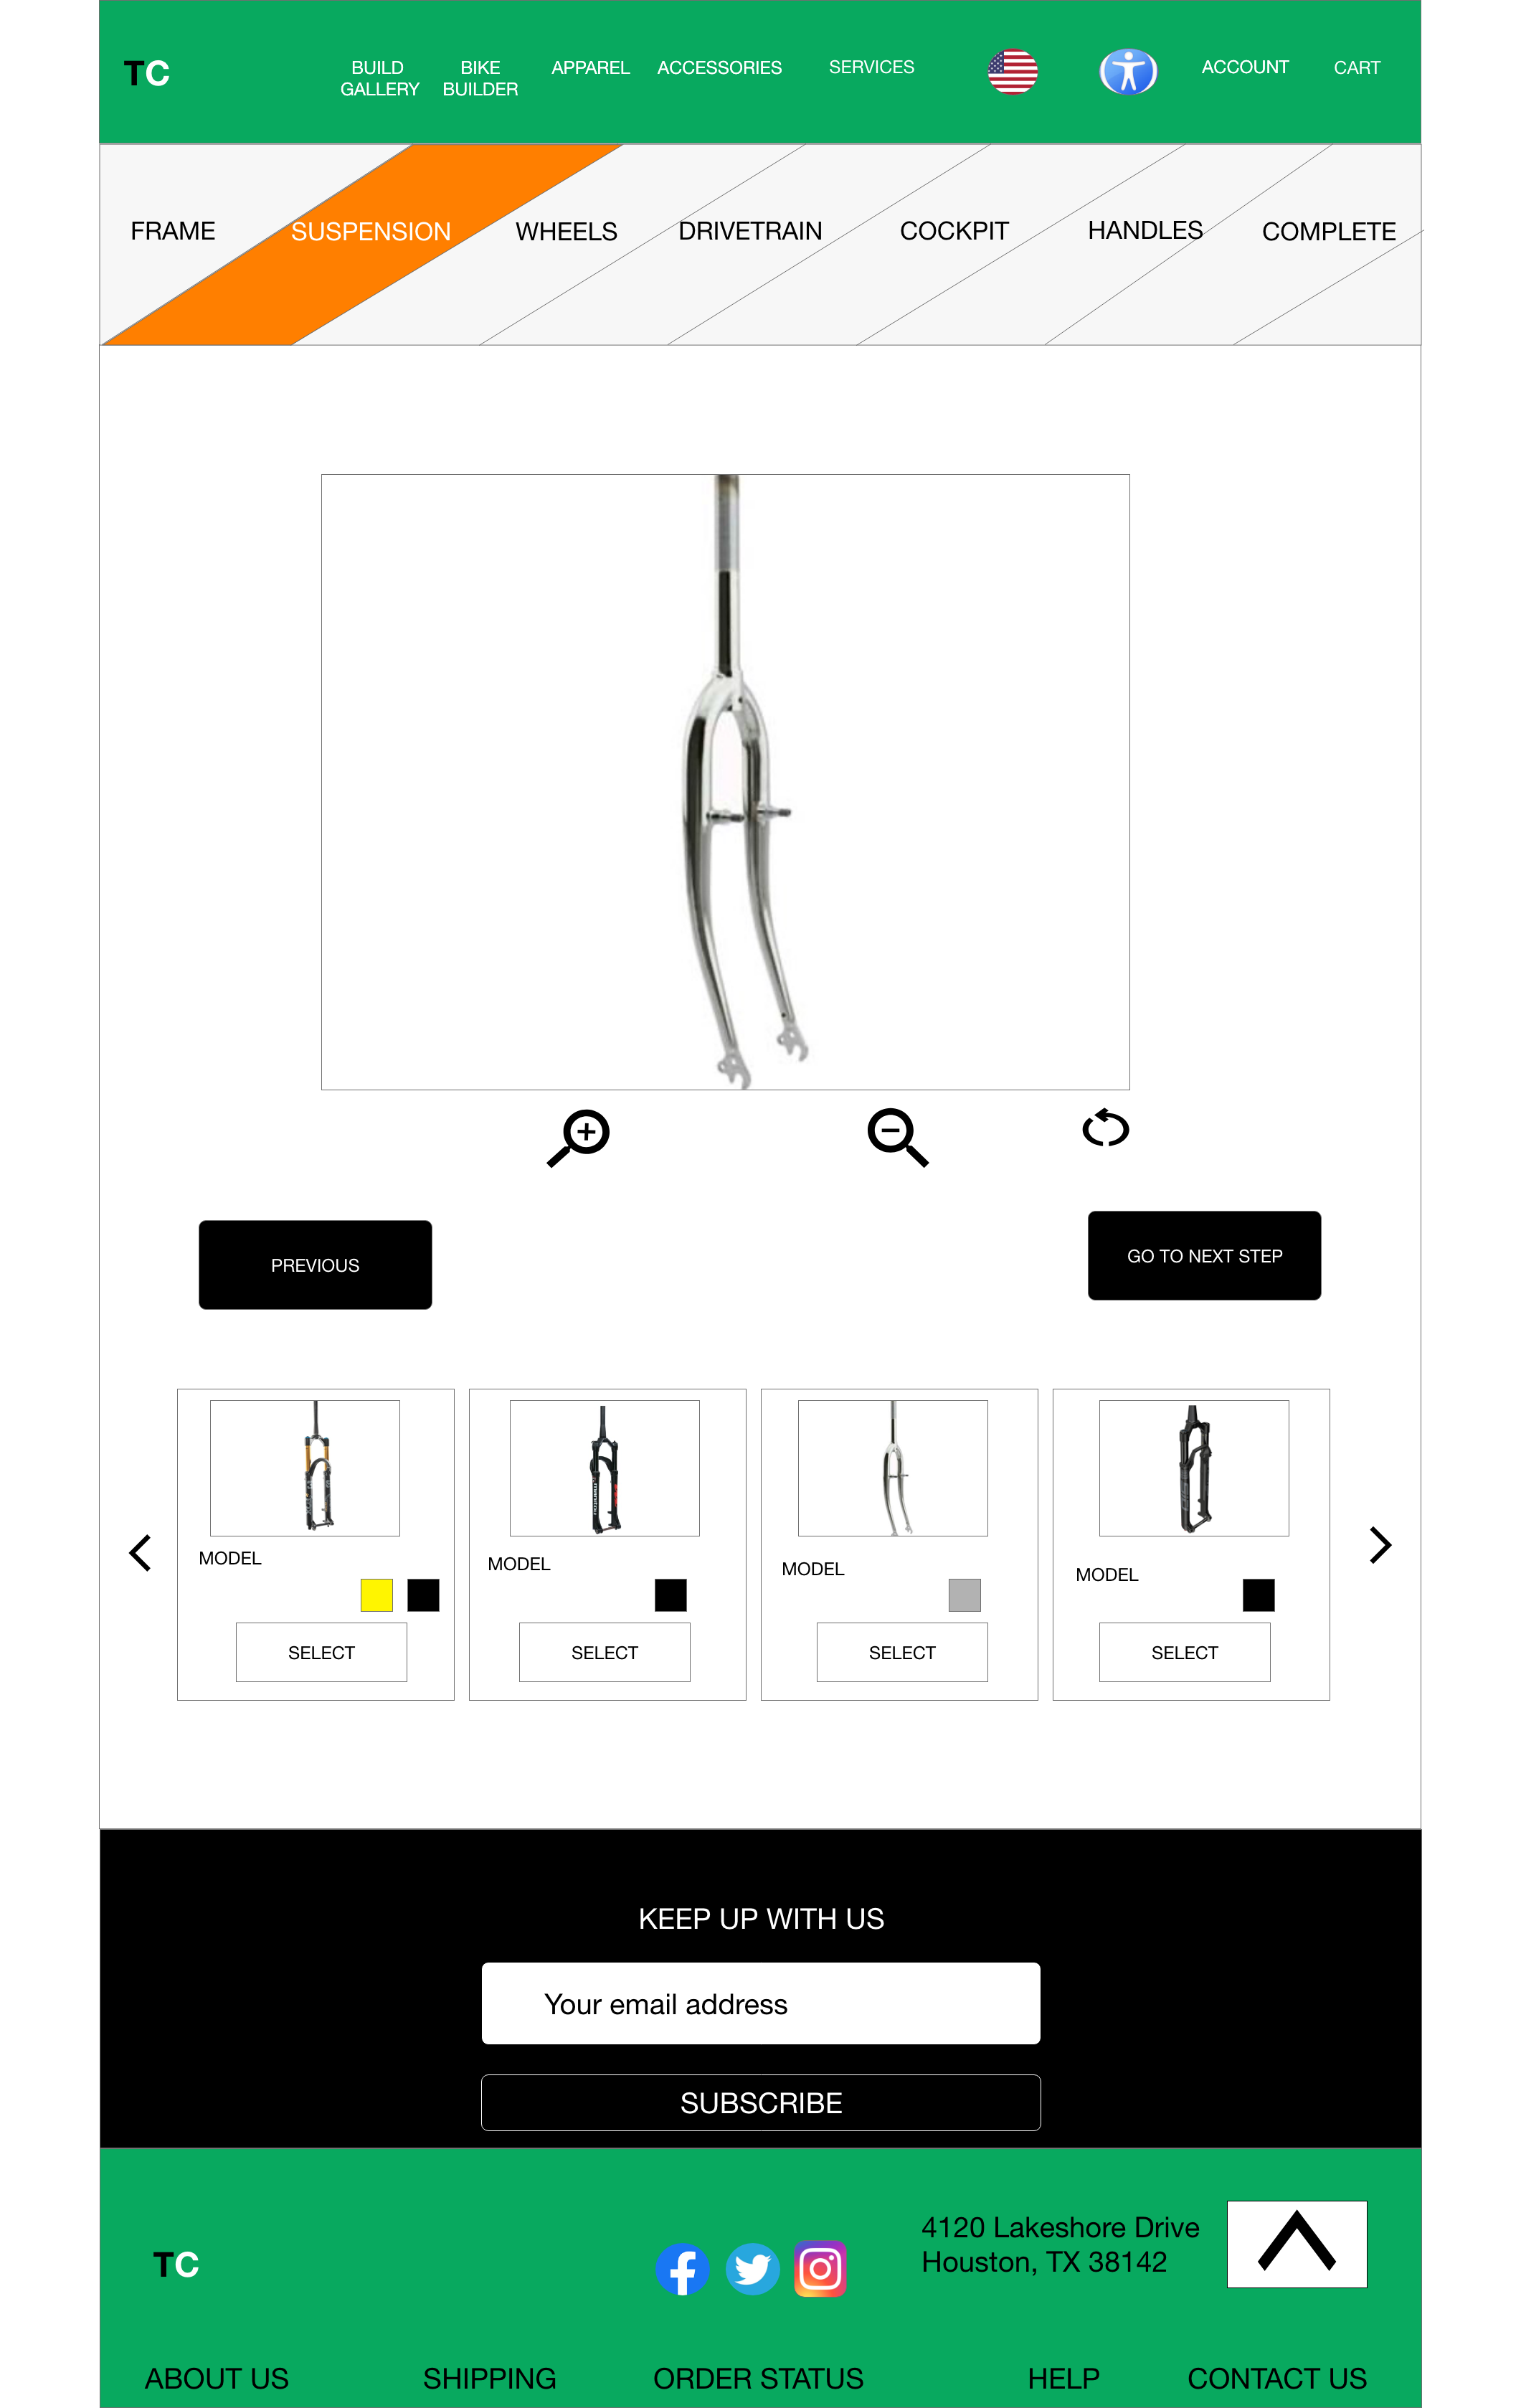 TC
BUILD
GALLERY
BIKE
BUILDER
APPAREL
ACCESSORIES
SERVICES
ACCOUNT
CART
FRAME
SUSPENSION
WHEELS
DRIVETRAIN
COCKPIT
HANDLES
COMPLETE
PREVIOUS
GO TO NEXT STEP
MODEL
SELECT
manitou
MODEL
SELECT
MODEL
SELECT
MODEL
SELECT
KEEP UP WITH US
Your email address
SUBSCRIBE
TC
4120 Lakeshore Drive
Houston, TX 38142
ABOUT US
SHIPPING
ORDER STATUS
HELP
CONTACT US